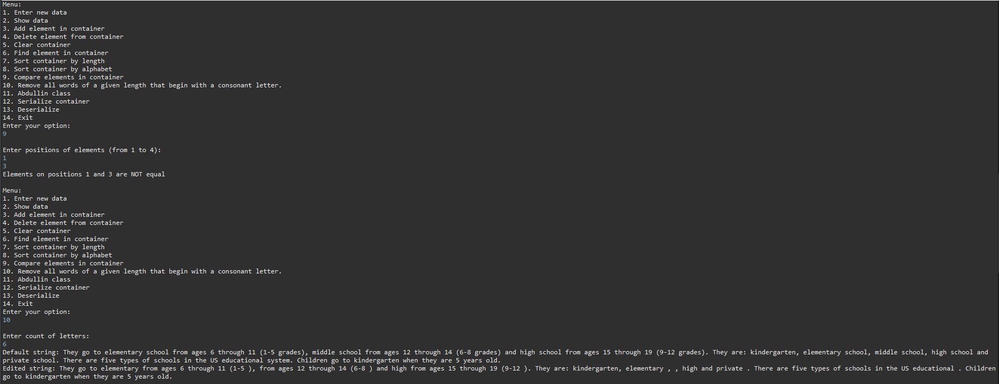 Menu:
1. Enter new data
2. Show data
3. Add element in container
4. Delete element from container
5. Clear container
6. Find element in container
7. Sort container by length
8. Sort container by alphabet
9. Compare elements in container
10. Remove all words of a given length that begin with a consonant letter.
11. Abdullin class
12. Serialize container
13. Deserialize
14. Exit
Enter your option:
9
Enter positions of elements (from 1 to 4):
1
3
Elements on positions 1 and 3 are NOT equal
Menu:
1. Enter new data
2. Show data
3. Add element in container
4. Delete element from container
5. Clear container
6. Find element in container
7. Sort container by length
8. Sort container by alphabet
9. Compare elements in container
10. Remove all words of a given length that begin with a consonant letter.
11. Abdullin class
12. Serialize container
13. Deserialize
14. Exit
Enter your option:
10
Enter count of letters:
6
Default string: They go to elementary school from ages 6 through 11 (1-5 grades), middle school from ages 12 through 14 (6-8 grades) and high school from ages 15 through 19 (9-12 grades). They are: kindergarten, elementary school, middle school, high school and
private school. There are five types of schools in the US educational system. Children go to kindergarten when they are 5 years old.
Edited string: They go to elementary from ages 6 through 11 (1-5 ), from ages 12 through 14 (6-8 ) and high from ages 15 through 19 (9-12 ). They are: kindergarten, elementary , , high and private . There are five types of schools in the US educational . Children
go to kindergarten when they are 5 years old.